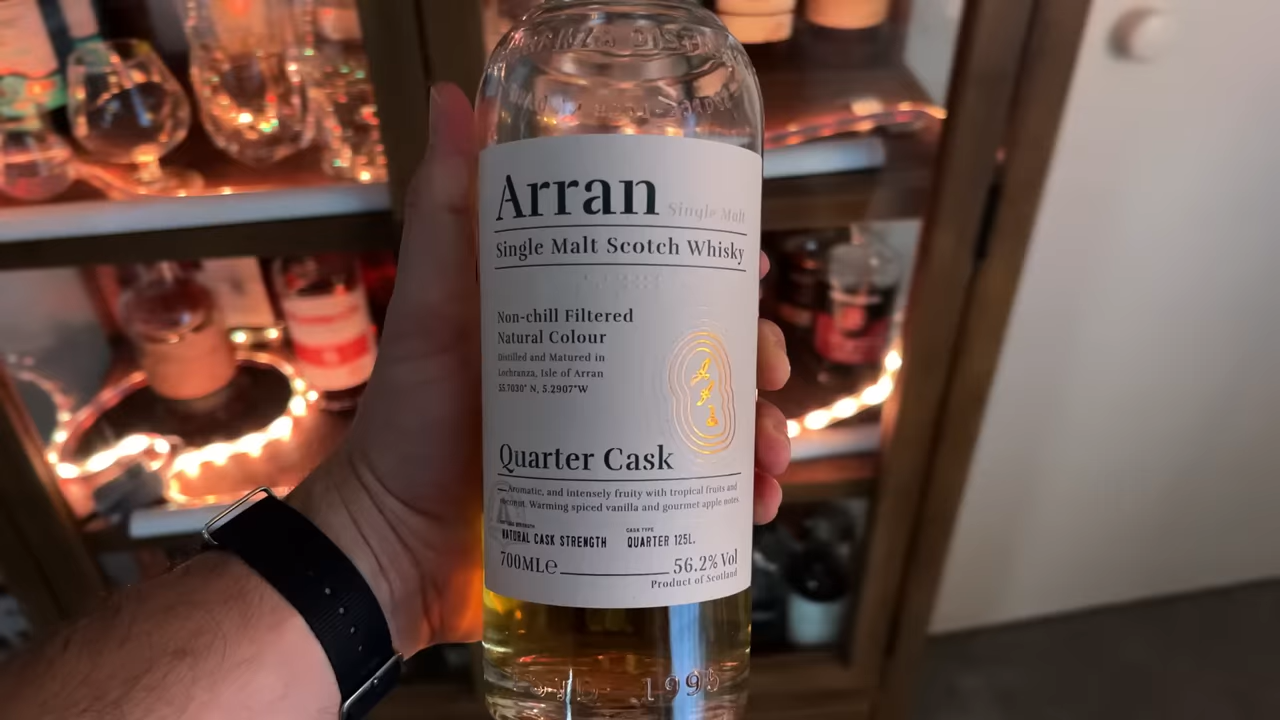 Arran Single Malt
Single Malt Scotch Whisky
Non-chill Filtered
Natural Colour
Distilled and Matured in
Lochranza, Isle of Arran
55.7030° N, 5.2907°W
Quarter Cask
Aromatic, and intensely fruity with tropical fruits and
coconut. Warming spiced vanilla and gourmet apple notes.
CASK TYPE
NATURAL CASK STRENGTH QUARTER 125L.
700MLe 56.2% Vol
Product of Scotland
1995